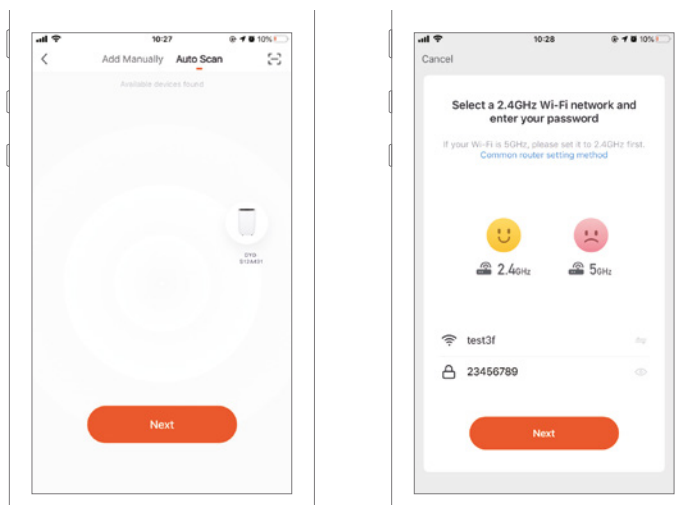 10:27
10%
Add Manually
Auto Scan
Available devices found
Next
10:28
10%
Cancel
Select a 2.4GHz Wi-Fi network and
enter your password
If your Wi-Fi is 5GHz, please set it to 2.4GHz first.
Common router setting method
2.4GHz
5GHz
test3f
23456789
Next